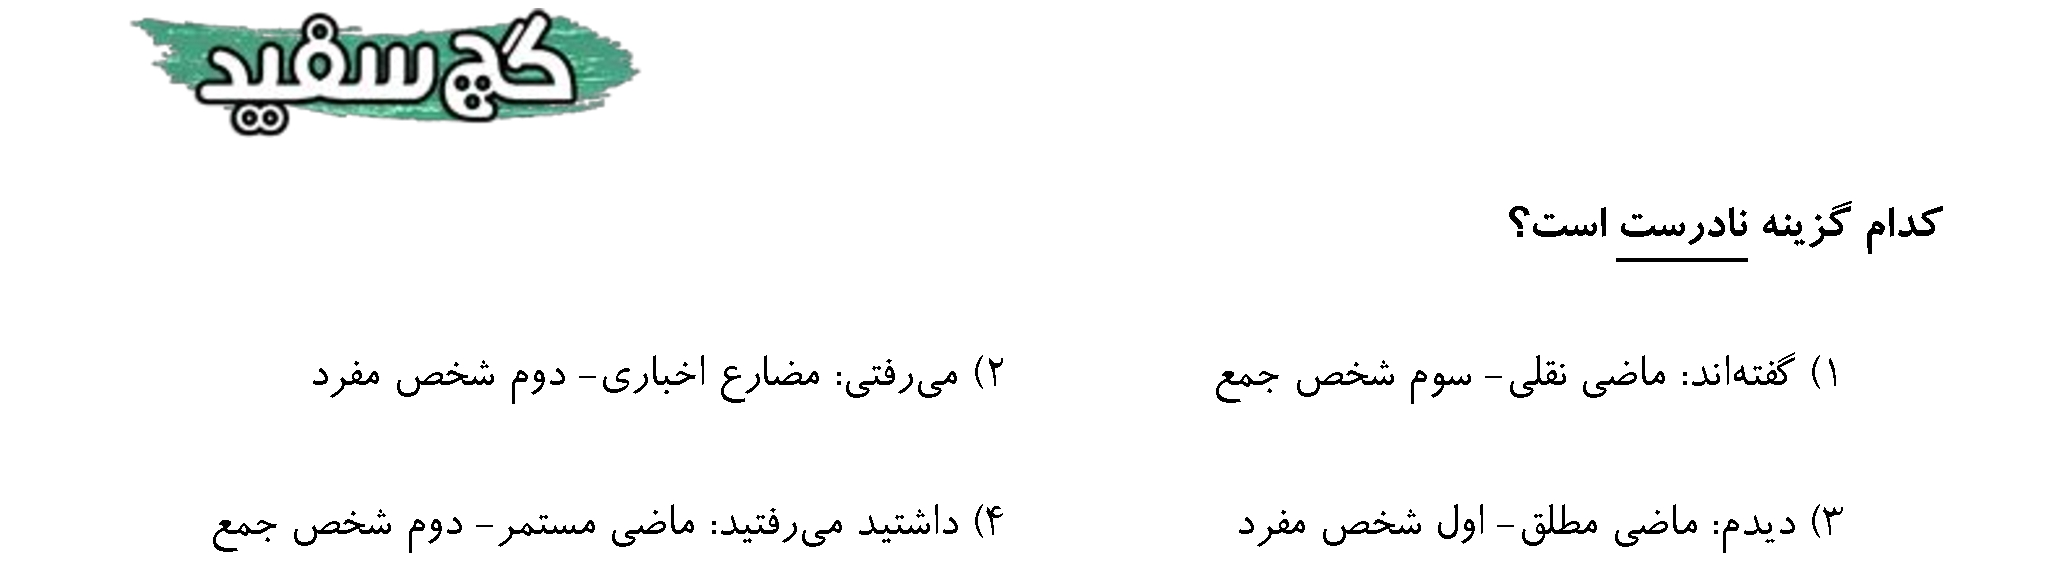 گچ سفید
کدام گزینه نادرست است؟
۱) گفته‌اند: ماضی نقلی- سوم شخص جمع
۲) می‌رفتی: مضارع اخباری- دوم شخص مفرد
۳) دیدم: ماضی مطلق- اول شخص مفرد
۴) داشتید می‌رفتید: ماضی مستمر- دوم شخص جمع